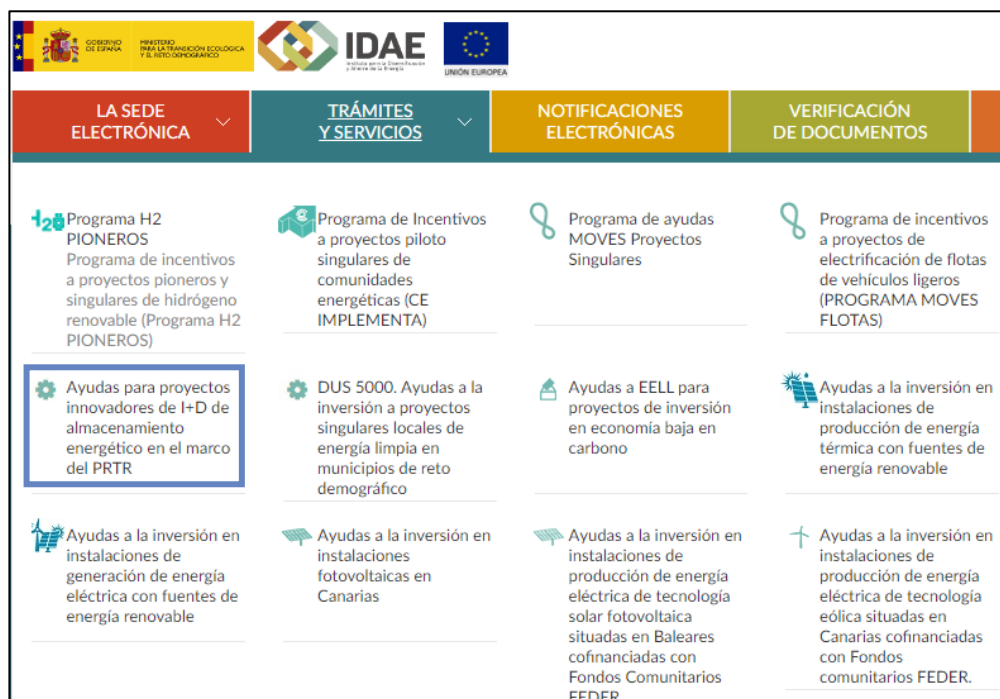 GOBIERNO
DE ESPAÑA
MINISTERIO
PARA LA TRANSICIÓN ECOLÓGICA
Y EL RETO DEMOGRÁFICO
IDAE
Instituto para la Diversificación
y Ahorro de la Energía
UNIÓN EUROPEA
LA SEDE
ELECTRÓNICA
TRÁMITES
Y SERVICIOS
NOTIFICACIONES
ELECTRÓNICAS
VERIFICACIÓN
DE DOCUMENTOS
Programa H2
PIONEROS
Programa de incentivos
a proyectos pioneros y
singulares de hidrógeno
renovable (Programa H2
PIONEROS)
Programa de Incentivos
a proyectos piloto
singulares de
comunidades
energéticas (CE
IMPLEMENTA)
Programa de ayudas
MOVES Proyectos
Singulares
Programa de incentivos
a proyectos de
electrificación de flotas
de vehículos ligeros
(PROGRAMA MOVES
FLOTAS)
Ayudas para proyectos
innovadores de I+D de
almacenamiento
energético en el marco
del PRTR
DUS 5000. Ayudas a la
inversión a proyectos
singulares locales de
energía limpia en
municipios de reto
demográfico
Ayudas a EELL para
proyectos de inversión
en economía baja en
carbono
Ayudas a la inversión en
instalaciones de
producción de energía
térmica con fuentes de
energía renovable
Ayudas a la inversión en
instalaciones de
generación de energía
eléctrica con fuentes de
energía renovable
Ayudas a la inversión en
instalaciones
fotovoltaicas en
Canarias
Ayudas a la inversión en
instalaciones de
producción de energía
eléctrica de tecnología
solar fotovoltaica
situadas en Baleares
cofinanciadas con
Fondos Comunitarios
FEDER
Ayudas a la inversión en
instalaciones de
producción de energía
eléctrica de tecnología
eólica situadas en
Canarias cofinanciadas
con Fondos
comunitarios FEDER.